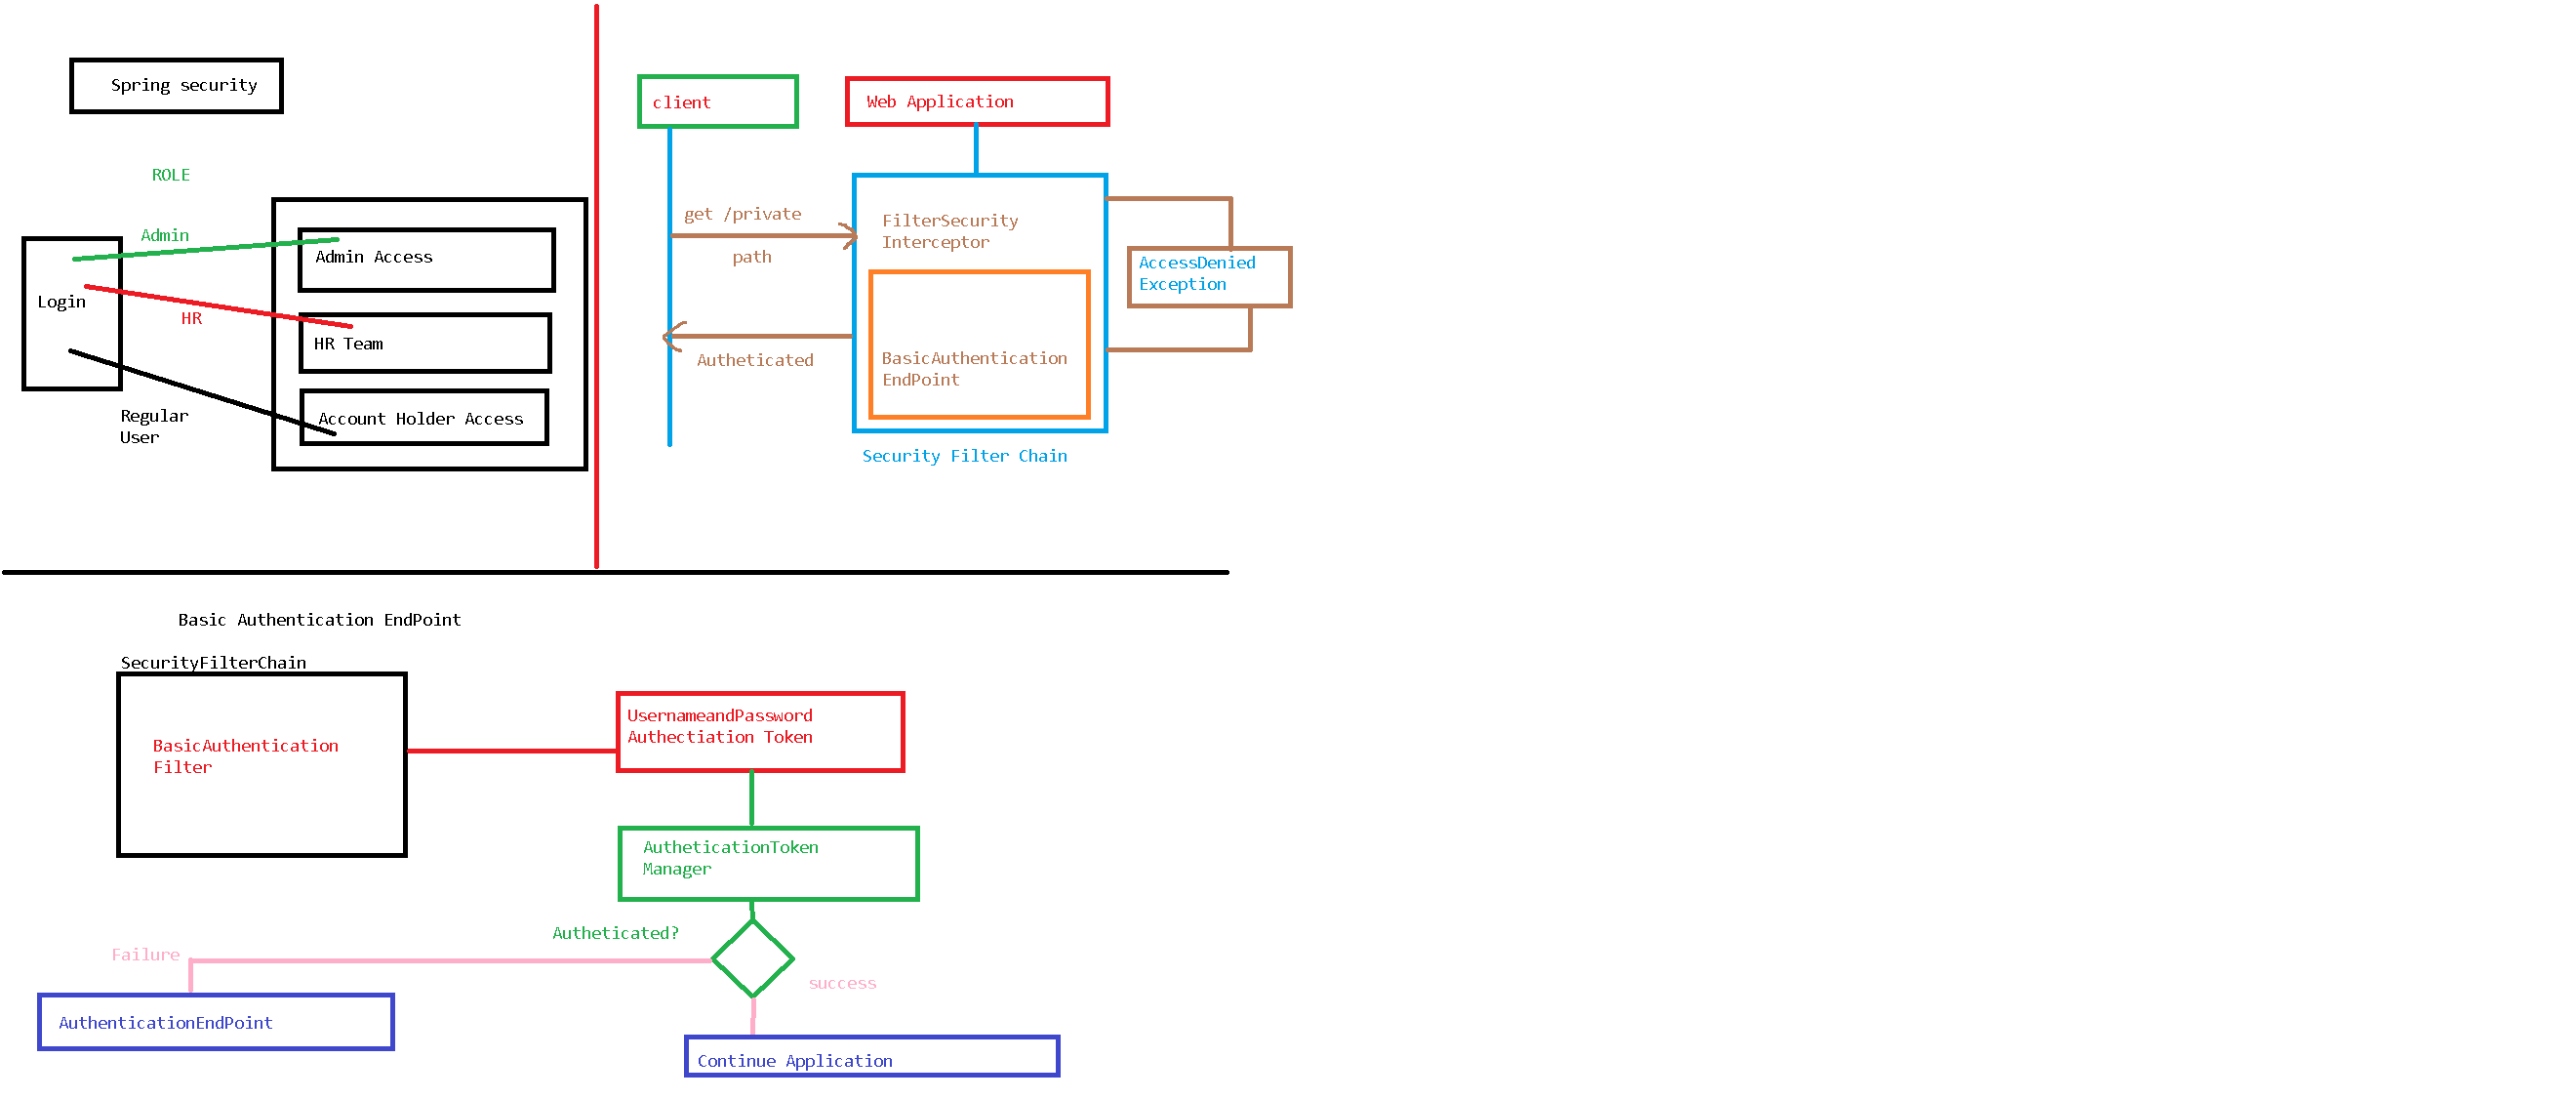 Spring security
ROLE
Admin
Login
HR
Regular
User
Admin Access
HR Team
Account Holder Access
client
Web Application
get /private
path
FilterSecurity
Interceptor
AccessDenied
Exception
Autheticated
BasicAuthentication
EndPoint
Security Filter Chain
Basic Authentication EndPoint
SecurityFilterChain
BasicAuthentication
Filter
UsernameandPassword
Authectiation Token
AutheticationToken
Manager
Autheticated?
Failure
success
AuthenticationEndPoint
Continue Application